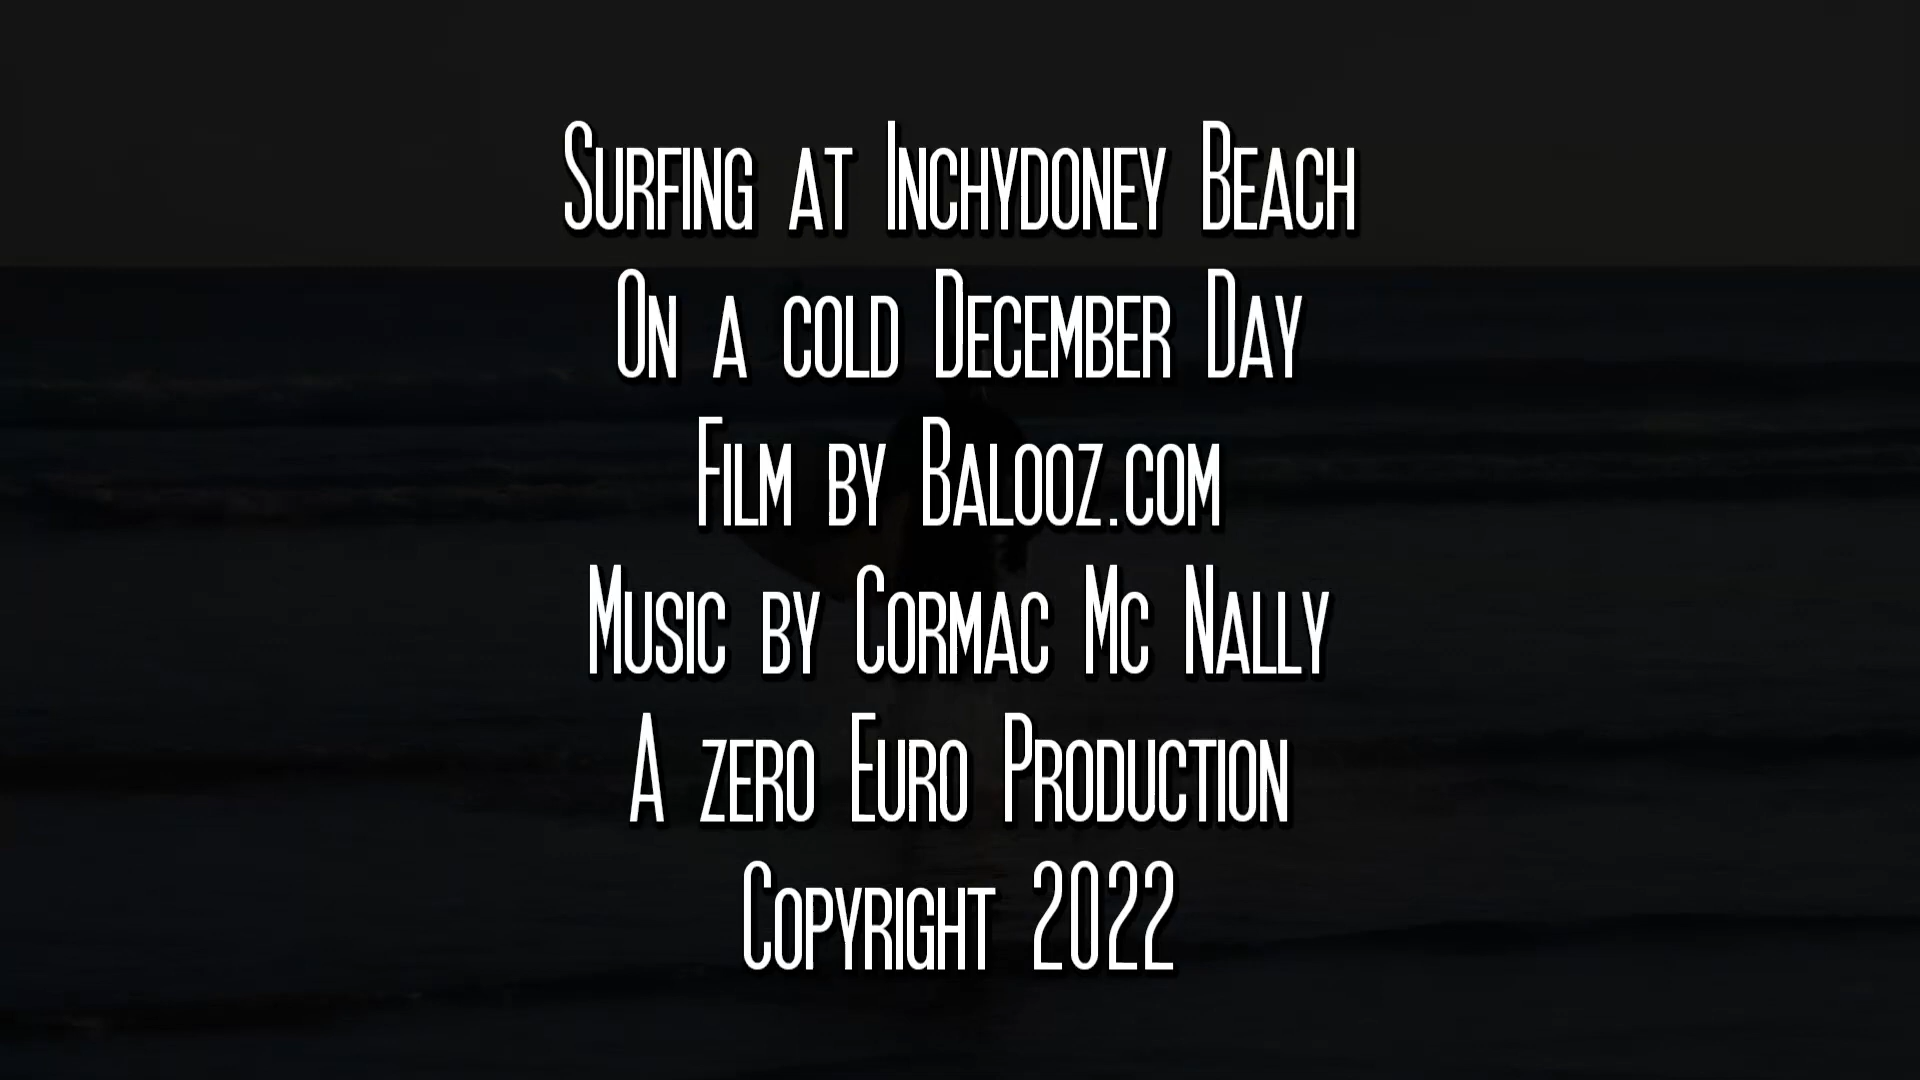 Surfing at Inchydoney Beach
On a cold December Day
Film by Balooz.com
Music by Cormac Mc Nally
A zero Euro Production
Copyright 2022